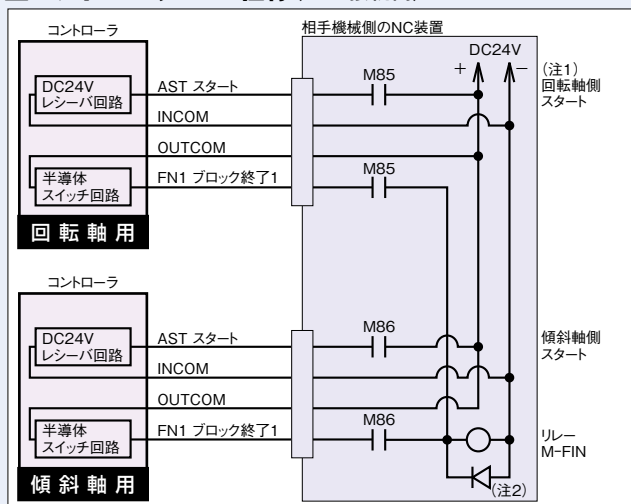 コントローラ
DC24V
レシーバ回路
半導体
スイッチ回路
回転軸用
AST スタート
INCOM
OUTCOM
FN1 ブロック終了1
相手機械側のNC装置
DC24V
+ −
M85
M85
(注1)
回転軸側
スタート
コントローラ
DC24V
レシーバ回路
半導体
スイッチ回路
傾斜軸用
AST スタート
INCOM
OUTCOM
FN1 ブロック終了1
M86
M86
傾斜軸側
スタート
リレー
M-FIN
(注2)